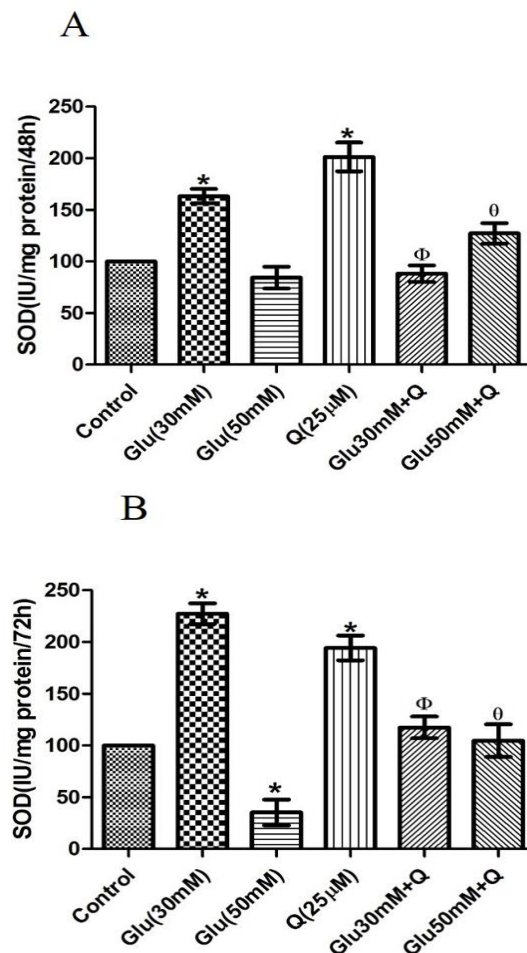 A
SOD(IU/mg protein/48h)
250
200
150
100
50
0
*
*
Φ
θ
Control
Glu(30mM)
Glu(50mM)
Q(25µM)
Glu30mM+Q
Glu50mM+Q
B
SOD(IU/mg protein/72h)
250
200
150
100
50
0
*
*
*
Φ
θ
Control
Glu(30mM)
Glu(50mM)
Q(25µM)
Glu30mM+Q
Glu50mM+Q